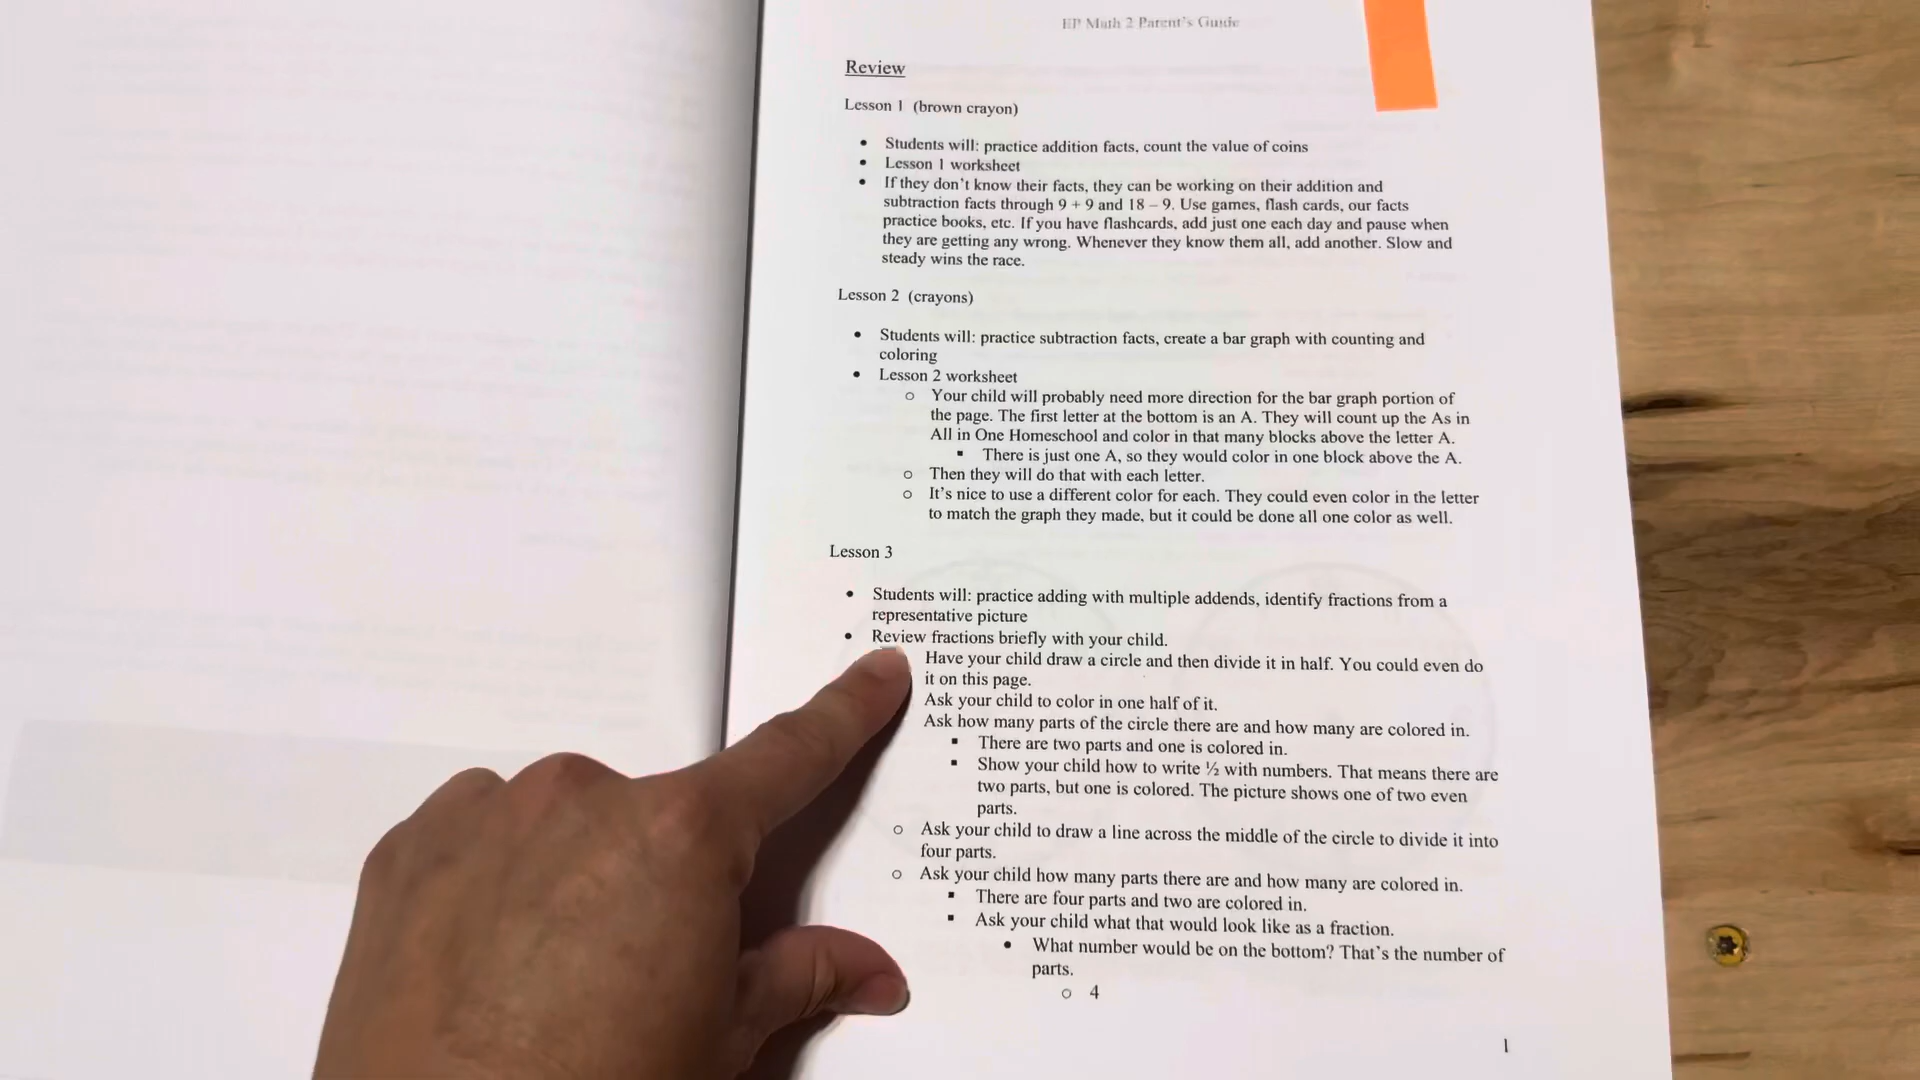 EP Math 2 Parent's Guide
Review
Lesson 1 (brown crayon)
• Students will: practice addition facts, count the value of coins
• Lesson 1 worksheet
• If they don't know their facts, they can be working on their addition and
subtraction facts through 9 + 9 and 18 – 9. Use games, flash cards, our facts
practice books, etc. If you have flashcards, add just one each day and pause when
they are getting any wrong. Whenever they know them all, add another. Slow and
steady wins the race.
Lesson 2 (crayons)
• Students will: practice subtraction facts, create a bar graph with counting and
coloring
• Lesson 2 worksheet
o Your child will probably need more direction for the bar graph portion of
the page. The first letter at the bottom is an A. They will count up the As in
All in One Homeschool and color in that many blocks above the letter A.
▪ There is just one A, so they would color in one block above the A.
o Then they will do that with each letter.
o It's nice to use a different color for each. They could even color in the letter
to match the graph they made, but it could be done all one color as well.
Lesson 3
• Students will: practice adding with multiple addends, identify fractions from a
representative picture
• Review fractions briefly with your child.
Have your child draw a circle and then divide it in half. You could even do
it on this page.
Ask your child to color in one half of it.
Ask how many parts of the circle there are and how many are colored in.
▪ There are two parts and one is colored in.
▪ Show your child how to write ½ with numbers. That means there are
two parts, but one is colored. The picture shows one of two even
parts.
o Ask your child to draw a line across the middle of the circle to divide it into
four parts.
o Ask your child how many parts there are and how many are colored in.
▪ There are four parts and two are colored in.
▪ Ask your child what that would look like as a fraction.
• What number would be on the bottom? That's the number of
parts.
o 4
1